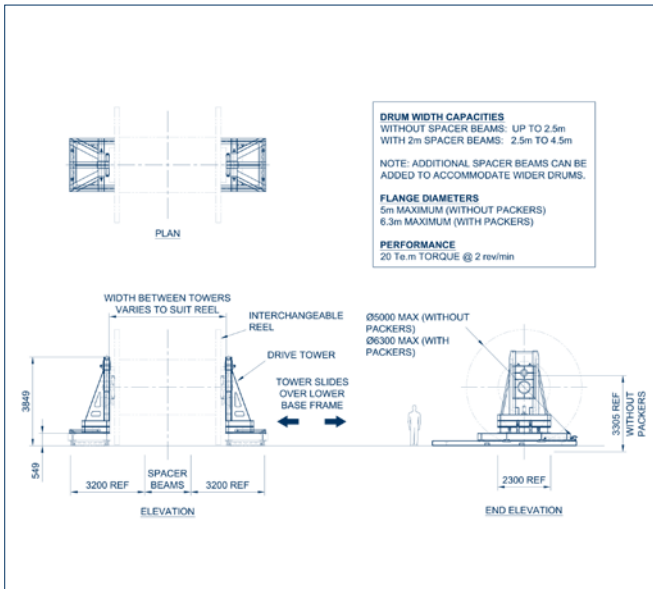 PLAN
DRUM WIDTH CAPACITIES
WITHOUT SPACER BEAMS: UP TO 2.5m
WITH 2m SPACER BEAMS: 2.5m TO 4.5m
NOTE: ADDITIONAL SPACER BEAMS CAN BE
ADDED TO ACCOMMODATE WIDER DRUMS.
FLANGE DIAMETERS
5m MAXIMUM (WITHOUT PACKERS)
6.3m MAXIMUM (WITH PACKERS)
PERFORMANCE
20 Te.m TORQUE @ 2 rev/min
WIDTH BETWEEN TOWERS
VARIES TO SUIT REEL
INTERCHANGEABLE
REEL
DRIVE TOWER
TOWER SLIDES
OVER LOWER
BASE FRAME
3849
549
3200 REF
SPACER
BEAMS
3200 REF
ELEVATION
Ø5000 MAX (WITHOUT
PACKERS)
Ø6300 MAX (WITH
PACKERS)
3305 REF
WITHOUT
PACKERS
2300 REF
END ELEVATION